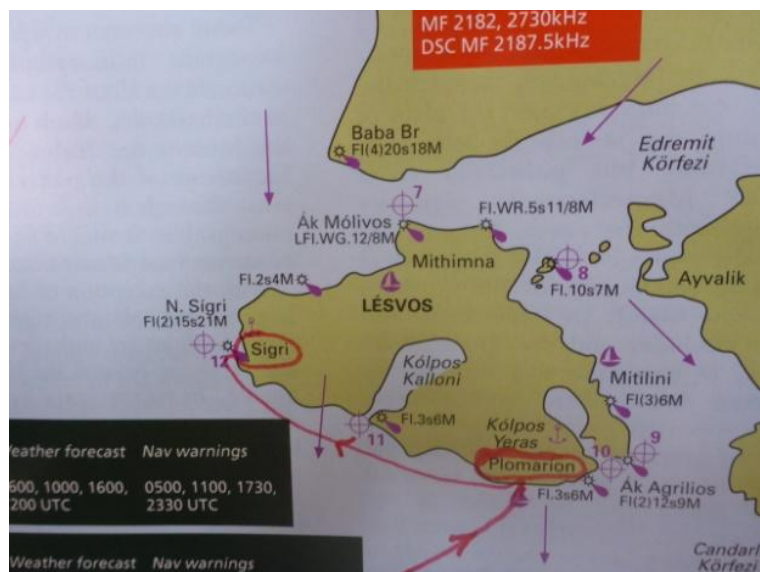 MF 2182, 2730kHz
DSC MF 2187.5kHz
Baba Br
Fl(4)20s18M
Edremit
Körfezi
7
Ák Mólivos
LFl.WG.12/8M
Fl.WR.5s11/8M
Mithimna
8
Fl.10s7M
Ayvalik
Fl.2s4M
LÉSVOS
N. Sígri
Fl(2)15s21M
12
Sigri
Kólpos
Kalloni
Mitilini
Fl(3)6M
11
Fl.3s6M
Kólpos
Yeras
Plomarion
10
9
Fl.3s6M
Ák Agrilios
Fl(2)12s9M
Weather forecast Nav warnings
600, 1000, 1600,
200 UTC
0500, 1100, 1730,
2330 UTC
Weather forecast Nav warnings
Candarl
Körfezi